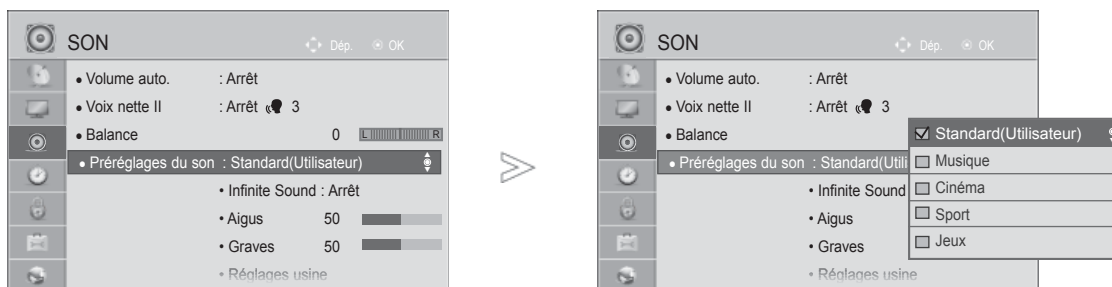 SON
Dép. OK
• Volume auto. : Arrêt
• Voix nette II : Arrêt 3
• Balance 0 L R
• Préréglages du son : Standard(Utilisateur)
• Infinite Sound : Arrêt
• Aigus 50
• Graves 50
• Réglages usine
SON
Dép. OK
• Volume auto. : Arrêt
• Voix nette II : Arrêt 3
• Balance
• Préréglages du son : Standard(Utili
• Infinite Sound
• Aigus
• Graves
• Réglages usine
Standard(Utilisateur)
Musique
Cinéma
Sport
Jeux